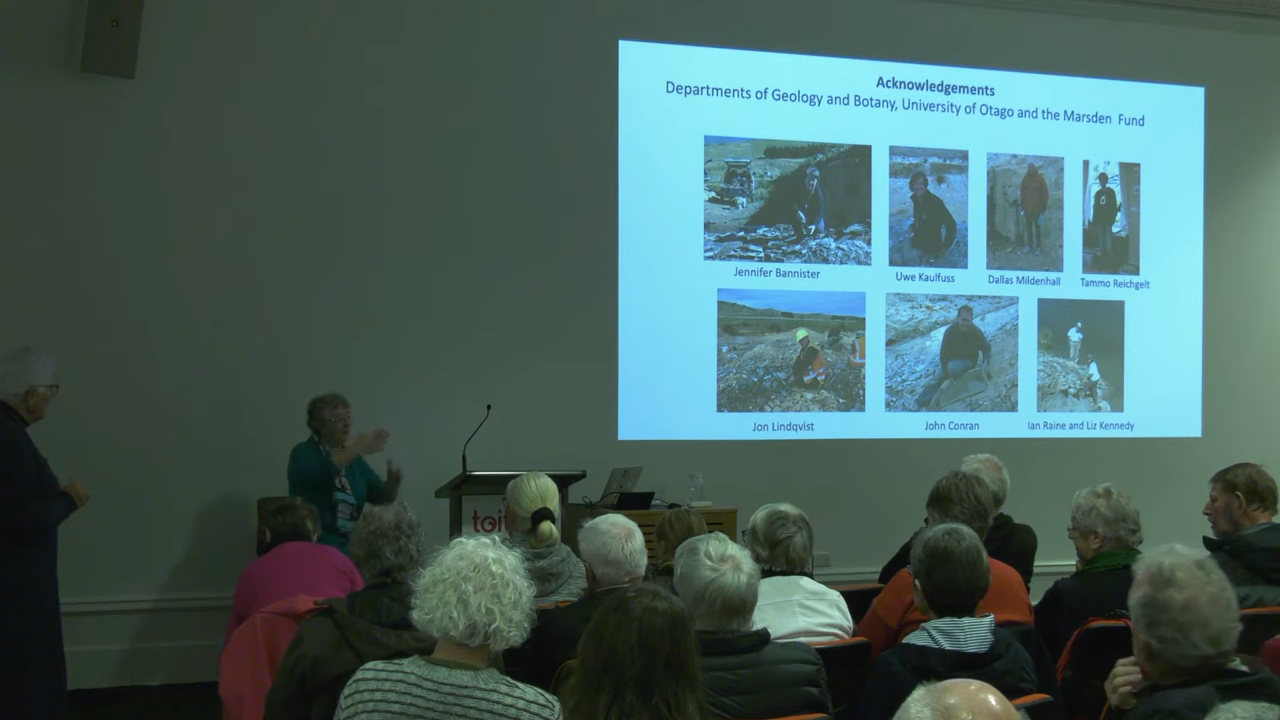 Acknowledgements
Departments of Geology and Botany, University of Otago and the Marsden Fund
Jennifer Bannister
Uwe Kaulfuss
Dallas Mildenhall
Tammo Reichgelt
Jon Lindqvist
John Conran
Ian Raine and Liz Kennedy